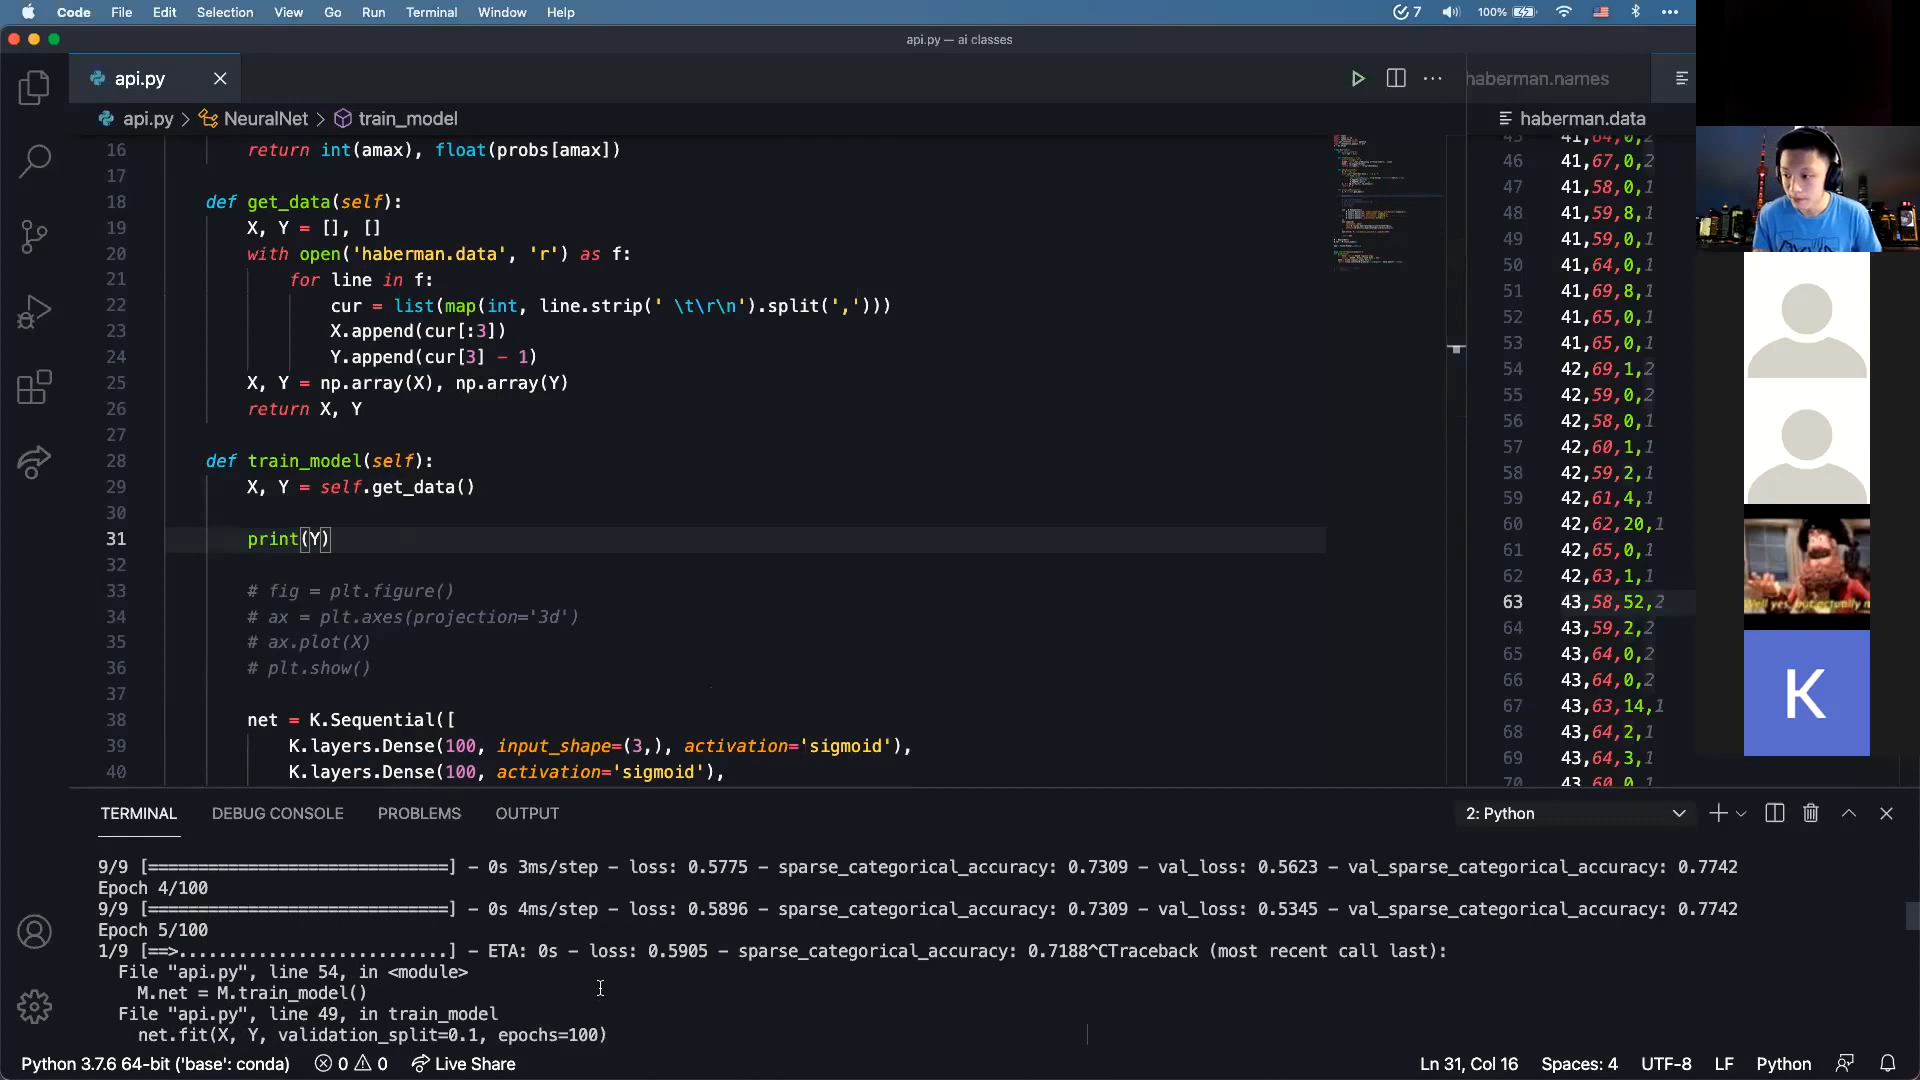 Code File Edit Selection View Go Run Terminal Window Help 7 100%
api.py — ai classes
api.py
haberman.names
api.py > NeuralNet > train_model
haberman.data
16 return int(amax), float(probs[amax])
17
18 def get_data(self):
19 X, Y = [], []
20 with open('haberman.data', 'r') as f:
21 for line in f:
22 cur = list(map(int, line.strip(' \t\r\n').split(',')))
23 X.append(cur[:3])
24 Y.append(cur[3] - 1)
25 X, Y = np.array(X), np.array(Y)
26 return X, Y
27
28 def train_model(self):
29 X, Y = self.get_data()
30
31 print(Y)
32
33 # fig = plt.figure()
34 # ax = plt.axes(projection='3d')
35 # ax.plot(X)
36 # plt.show()
37
38 net = K.Sequential([
39 K.layers.Dense(100, input_shape=(3,), activation='sigmoid'),
40 K.layers.Dense(100, activation='sigmoid'),
45 41,64,0,2
46 41,67,0,2
47 41,58,0,1
48 41,59,8,1
49 41,59,0,1
50 41,64,0,1
51 41,69,8,1
52 41,65,0,1
53 41,65,0,1
54 42,69,1,2
55 42,59,0,2
56 42,58,0,1
57 42,60,1,1
58 42,59,2,1
59 42,61,4,1
60 42,62,20,1
61 42,65,0,1
62 42,63,1,1
63 43,58,52,2
64 43,59,2,2
65 43,64,0,2
66 43,64,0,2
67 43,63,14,1
68 43,64,2,1
69 43,64,3,1
70 43,60,0,1
Well yes, but actually n
K
TERMINAL DEBUG CONSOLE PROBLEMS OUTPUT
2: Python
9/9 [==============================] - 0s 3ms/step - loss: 0.5775 - sparse_categorical_accuracy: 0.7309 - val_loss: 0.5623 - val_sparse_categorical_accuracy: 0.7742
Epoch 4/100
9/9 [==============================] - 0s 4ms/step - loss: 0.5896 - sparse_categorical_accuracy: 0.7309 - val_loss: 0.5345 - val_sparse_categorical_accuracy: 0.7742
Epoch 5/100
1/9 [==>...........................] - ETA: 0s - loss: 0.5905 - sparse_categorical_accuracy: 0.7188^CTraceback (most recent call last):
File "api.py", line 54, in <module>
M.net = M.train_model()
File "api.py", line 49, in train_model
net.fit(X, Y, validation_split=0.1, epochs=100)
Python 3.7.6 64-bit ('base': conda) 0 0 Live Share Ln 31, Col 16 Spaces: 4 UTF-8 LF Python